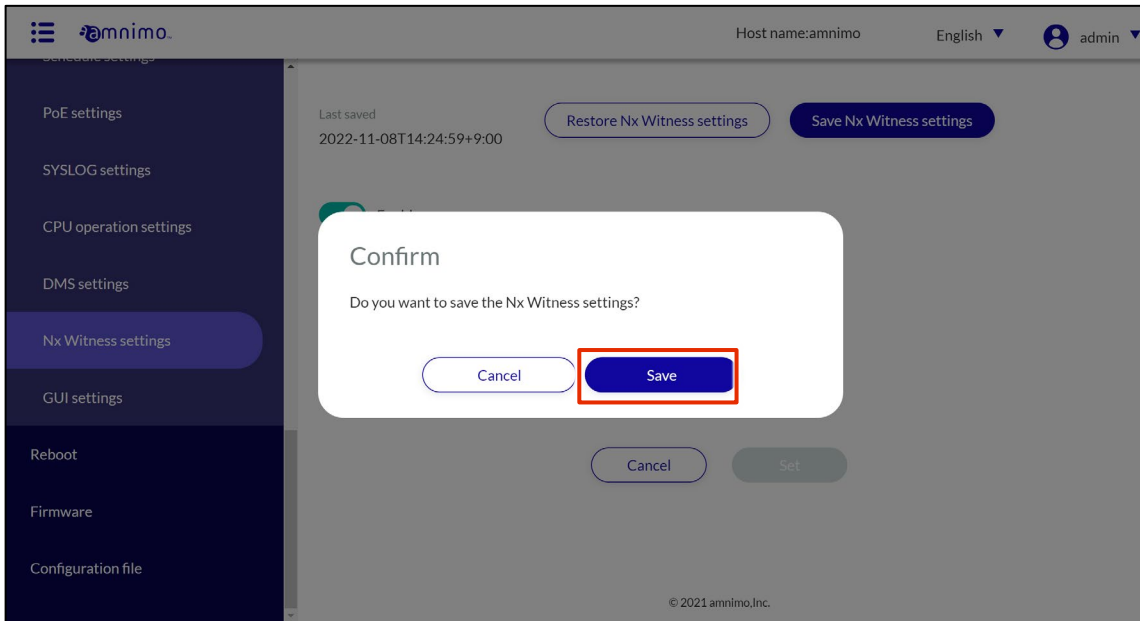 amnimo
Host name:amnimo
English
admin
Schedule settings
PoE settings
SYSLOG settings
CPU operation settings
DMS settings
Nx Witness settings
GUI settings
Reboot
Firmware
Configuration file
Last saved
2022-11-08T14:24:59+9:00
Restore Nx Witness settings
Save Nx Witness settings
Confirm
Do you want to save the Nx Witness settings?
Cancel
Save
Cancel
Set
© 2021 amnimo,Inc.